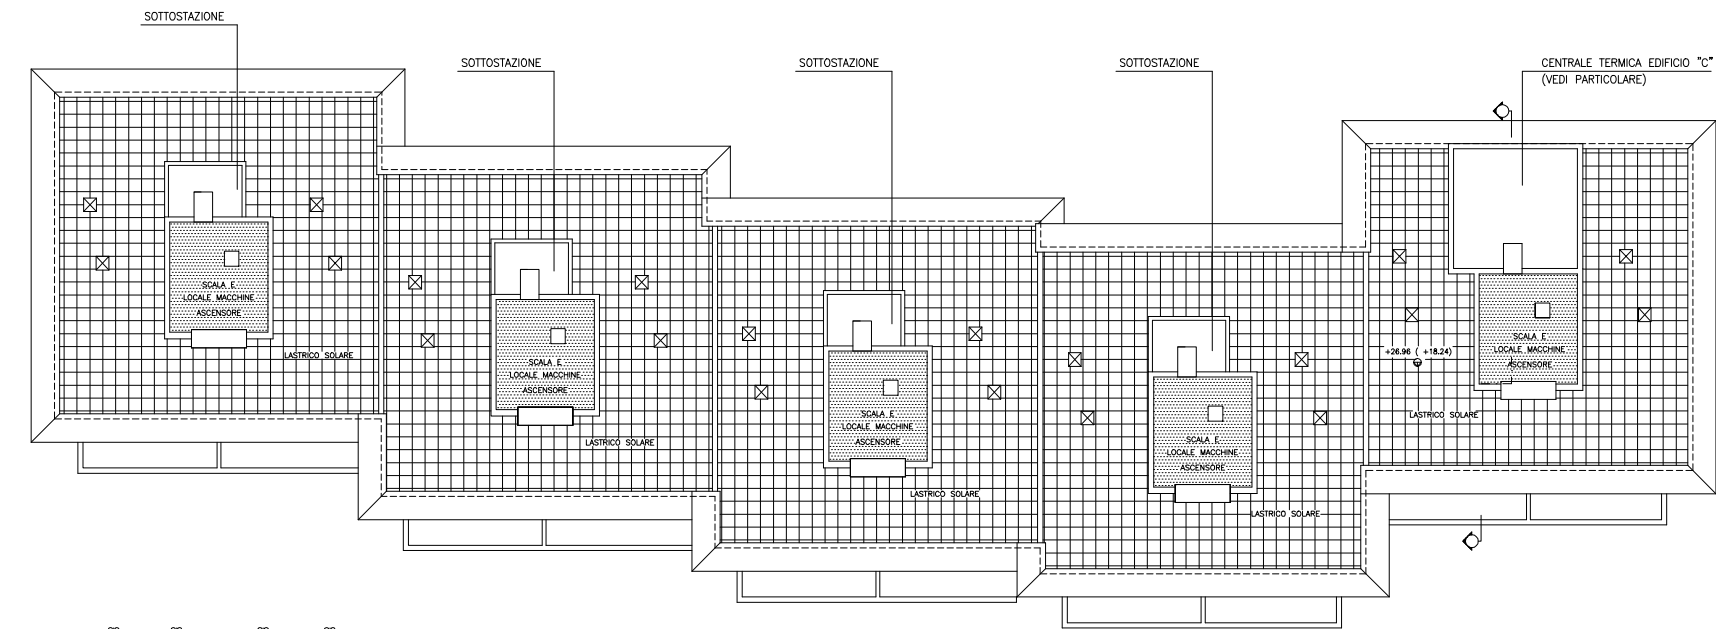 SOTTOSTAZIONE
SOTTOSTAZIONE
SOTTOSTAZIONE
SOTTOSTAZIONE
CENTRALE TERMICA EDIFICIO "C"
(VEDI PARTICOLARE)
SCALA E
LOCALE MACCHINE
ASCENSORE
LASTRICO SOLARE
SCALA E
LOCALE MACCHINE
ASCENSORE
LASTRICO SOLARE
SCALA E
LOCALE MACCHINE
ASCENSORE
LASTRICO SOLARE
SCALA E
LOCALE MACCHINE
ASCENSORE
LASTRICO SOLARE
+26.96 ( +18.24)
SCALA E
LOCALE MACCHINE
ASCENSORE
LASTRICO SOLARE